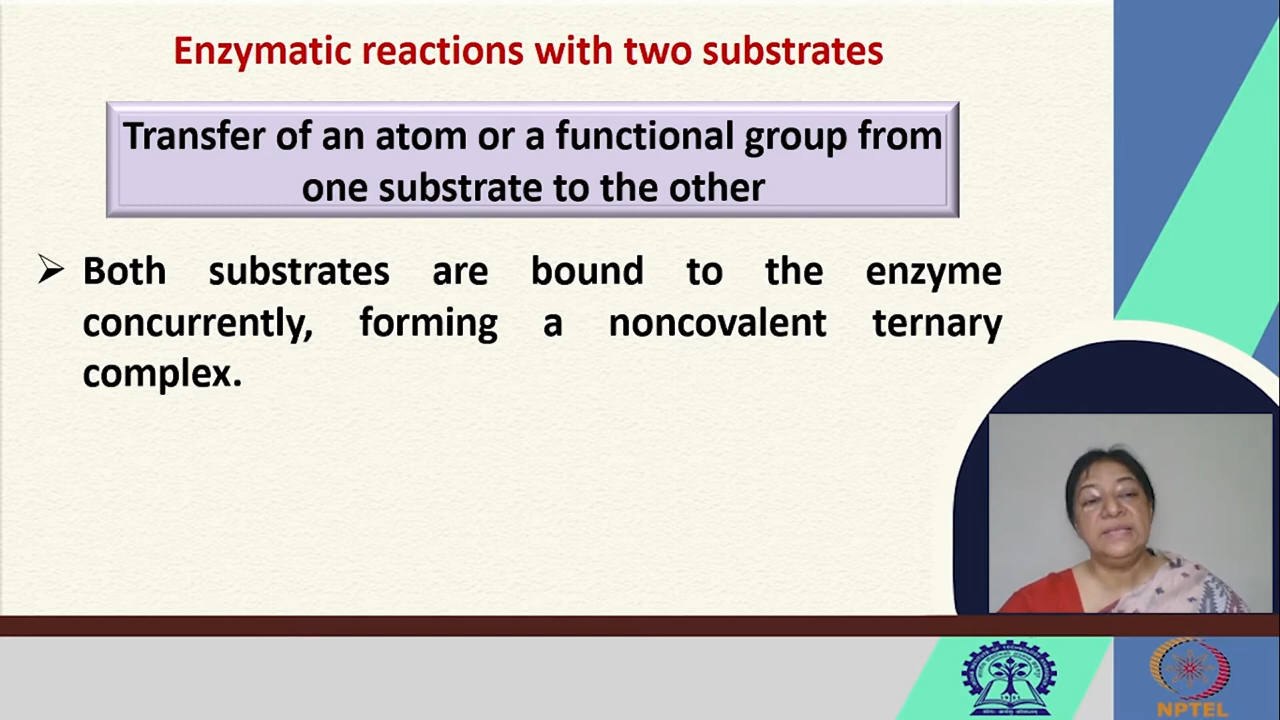 Enzymatic reactions with two substrates
Transfer of an atom or a functional group from
one substrate to the other
Both substrates are bound to the enzyme
concurrently, forming a noncovalent ternary
complex.
NPTEL